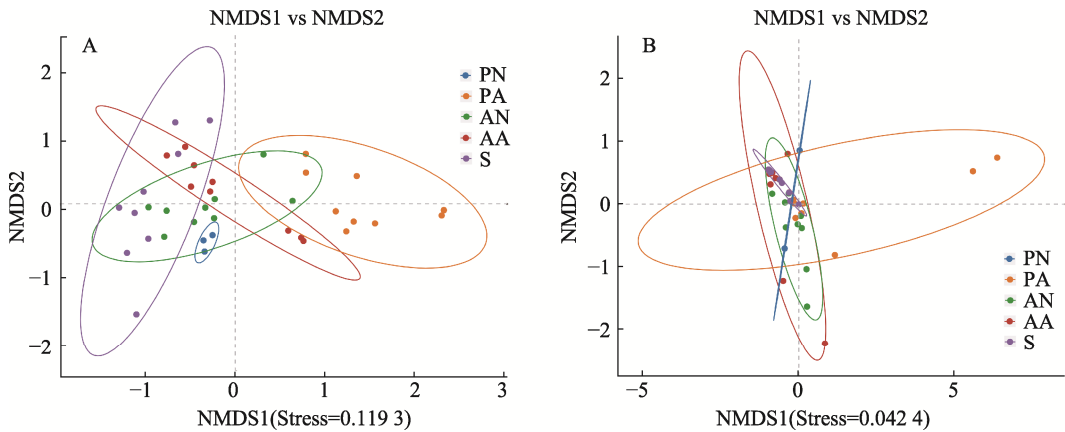 NMDS1 vs NMDS2
A
PN
PA
AN
AA
S
2
1
0
−1
−2
NMDS2
−1
0
1
2
3
NMDS1(Stress=0.119 3)
NMDS1 vs NMDS2
B
2
1
0
−1
−2
NMDS2
PN
PA
AN
AA
S
−5
0
5
NMDS1(Stress=0.042 4)